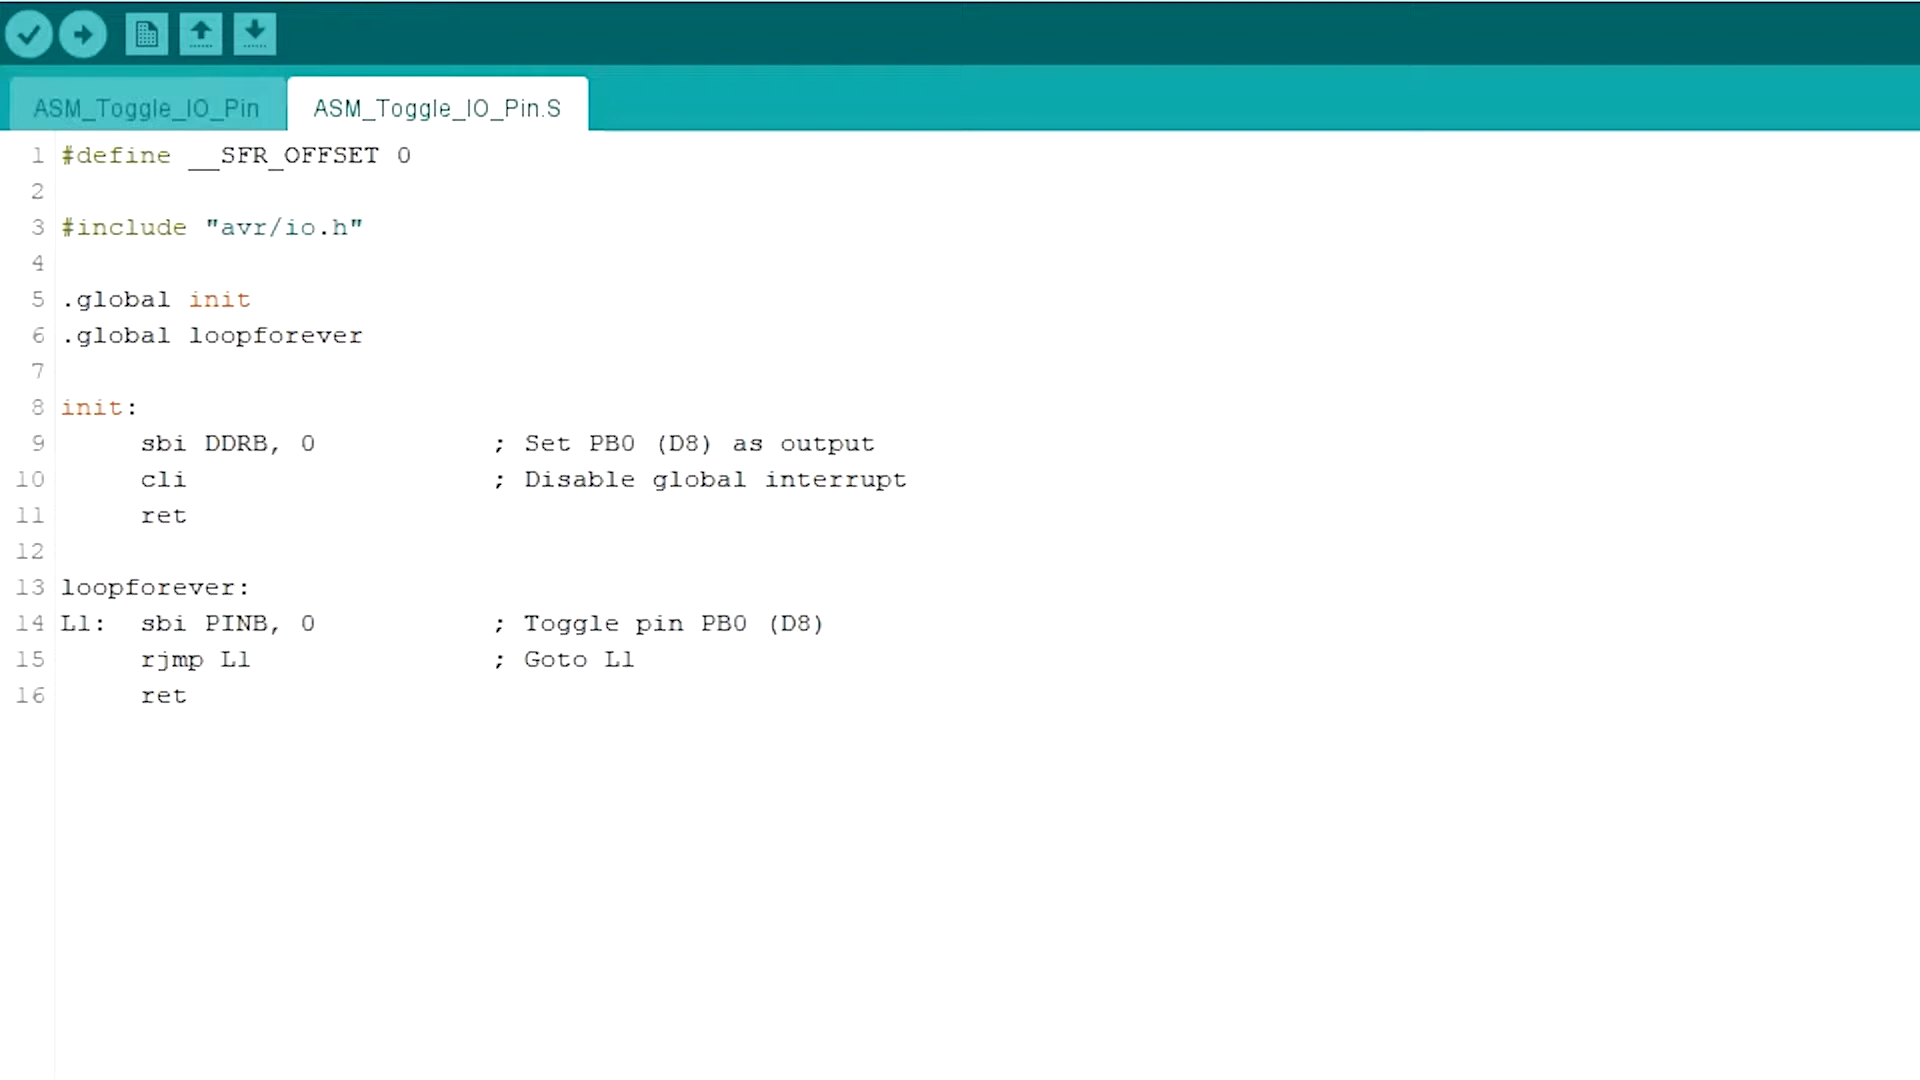 ASM_Toggle_IO_Pin ASM_Toggle_IO_Pin.S
1 #define __SFR_OFFSET 0
2
3 #include "avr/io.h"
4
5 .global init
6 .global loopforever
7
8 init:
9 sbi DDRB, 0 ; Set PB0 (D8) as output
10 cli ; Disable global interrupt
11 ret
12
13 loopforever:
14 L1: sbi PINB, 0 ; Toggle pin PB0 (D8)
15 rjmp L1 ; Goto L1
16 ret